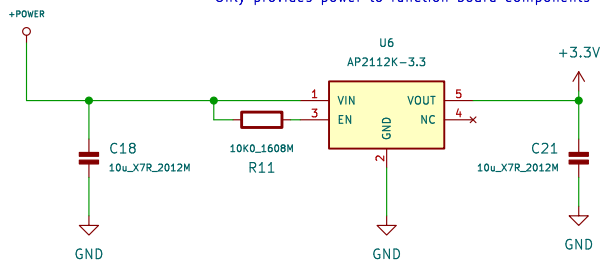 Only provides power to function board components
+POWER
U6
AP2112K-3.3
+3.3V
1
VIN
VOUT
5
3
EN
NC
4
GND
2
10K0_1608M
R11
C18
10u_X7R_2012M
C21
10u_X7R_2012M
GND
GND
GND